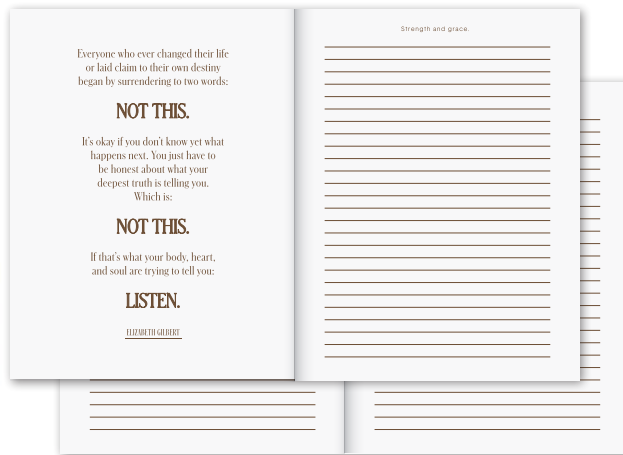 Everyone who ever changed their life
or laid claim to their own destiny
began by surrendering to two words:
NOT THIS.
It's okay if you don't know yet what
happens next. You just have to
be honest about what your
deepest truth is telling you.
Which is:
NOT THIS.
If that's what your body, heart,
and soul are trying to tell you:
LISTEN.
ELIZABETH GILBERT
Strength and grace.